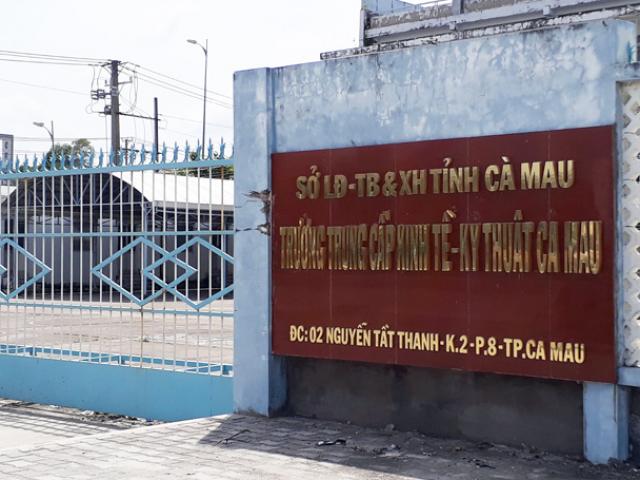 SỞ LĐ-TB & XH TỈNH CÀ MAU
TRƯỜNG TRUNG CẤP KINH TẾ-KỸ THUẬT CA MAU
ĐC: 02 NGUYỄN TẤT THANH-K.2-P.8-TP.CA MAU